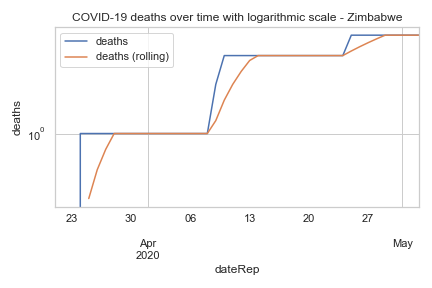 COVID-19 deaths over time with logarithmic scale - Zimbabwe
deaths
deaths (rolling)
deaths
10⁰
23 30 06 13 20 27
Apr May
2020
dateRep